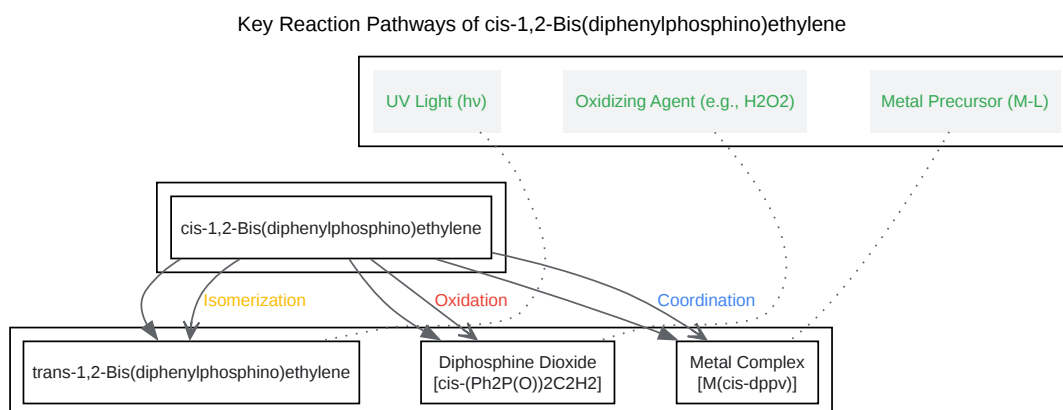 Key Reaction Pathways of cis-1,2-Bis(diphenylphosphino)ethylene
UV Light (hν)
Oxidizing Agent (e.g., H2O2)
Metal Precursor (M-L)
cis-1,2-Bis(diphenylphosphino)ethylene
Isomerization
Oxidation
Coordination
trans-1,2-Bis(diphenylphosphino)ethylene
Diphosphine Dioxide
[cis-(Ph2P(O))2C2H2]
Metal Complex
[M(cis-dppv)]